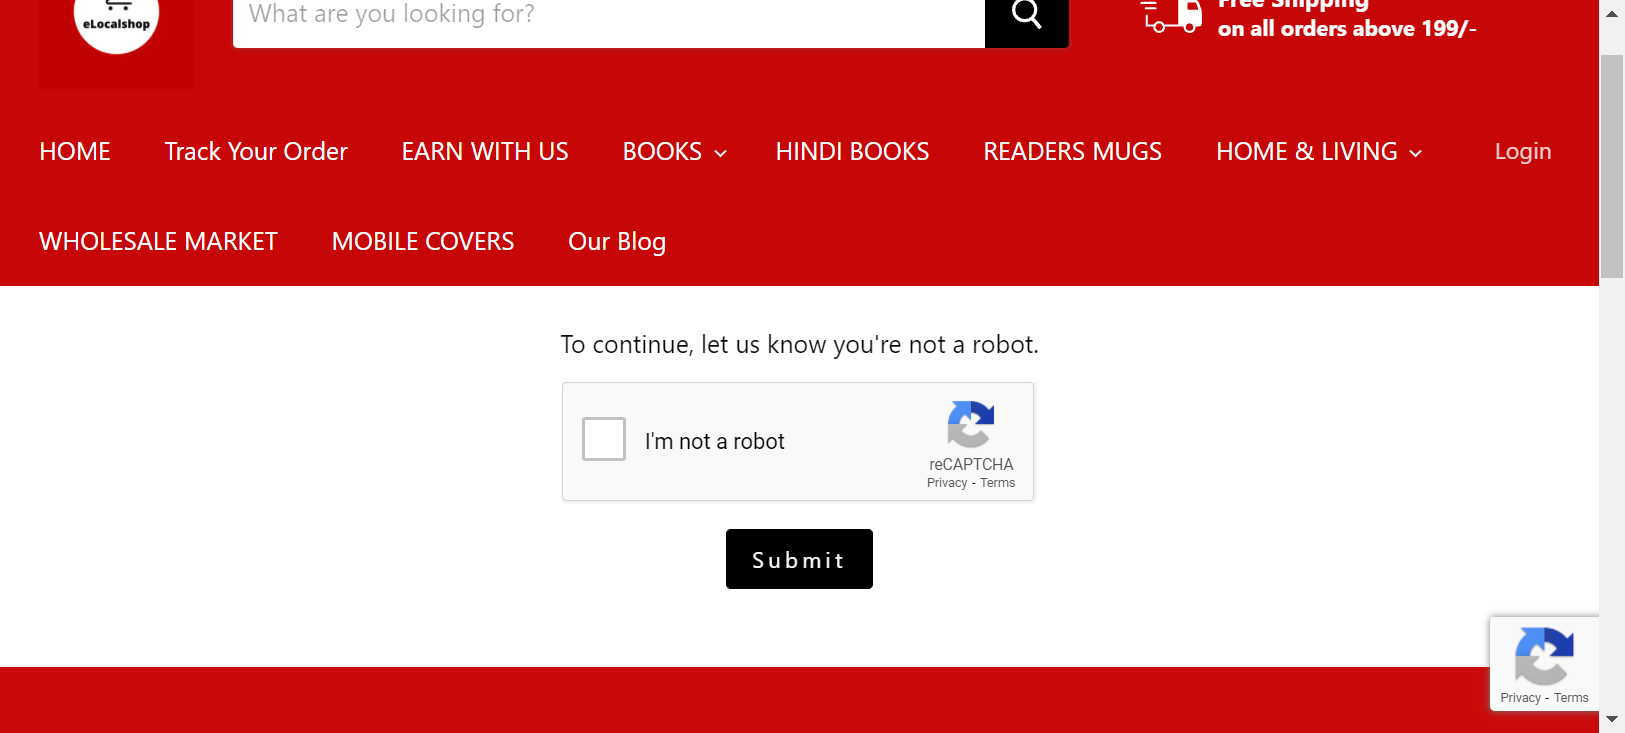 eLocalshop
What are you looking for?
Free Shipping
on all orders above 199/-
HOME
Track Your Order
EARN WITH US
BOOKS
HINDI BOOKS
READERS MUGS
HOME & LIVING
Login
WHOLESALE MARKET
MOBILE COVERS
Our Blog
To continue, let us know you're not a robot.
I'm not a robot
reCAPTCHA
Privacy - Terms
Submit
Privacy - Terms